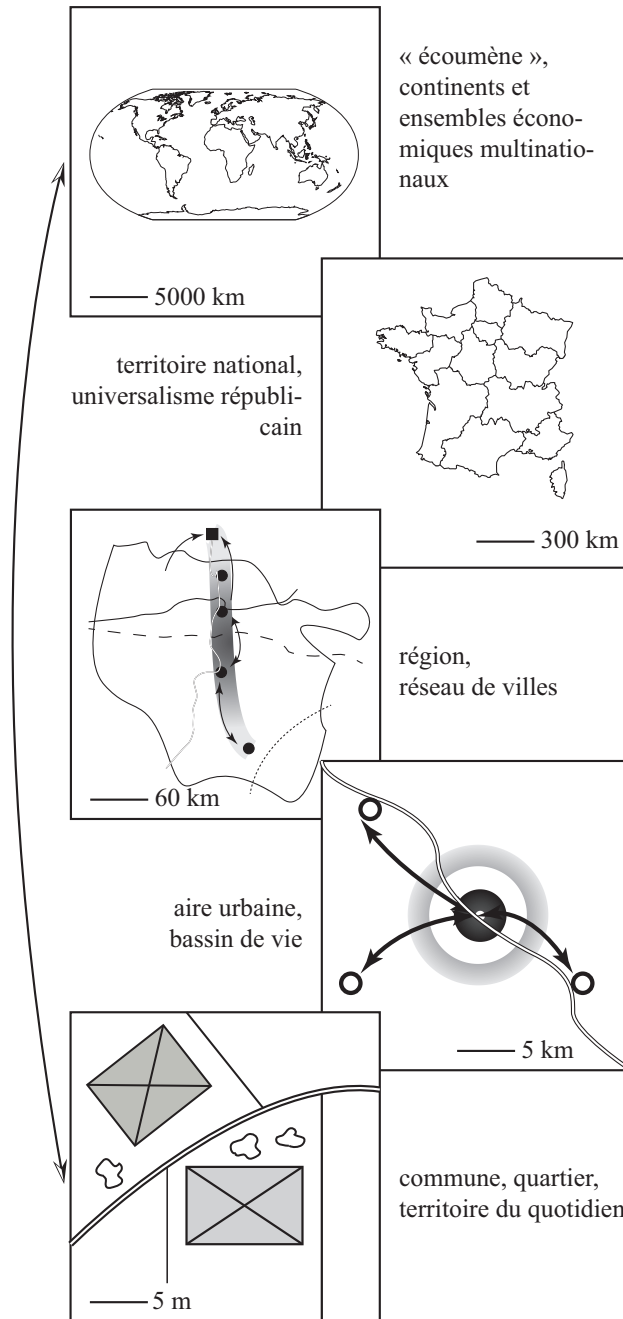 « écoumène »,
continents et
ensembles écono-
miques multinatio-
naux
5000 km
territoire national,
universalisme républi-
cain
300 km
région,
réseau de villes
60 km
aire urbaine,
bassin de vie
5 km
commune, quartier,
territoire du quotidien
5 m